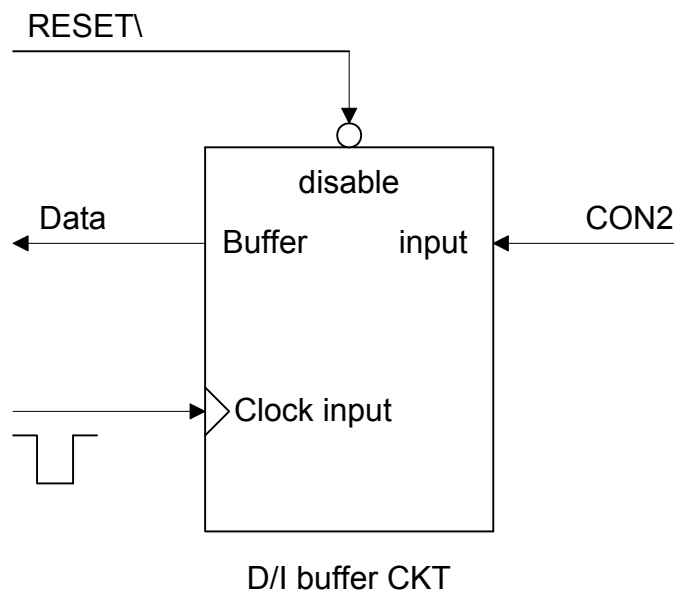 RESET\
disable
Data
Buffer
input
CON2
Clock input
D/I buffer CKT